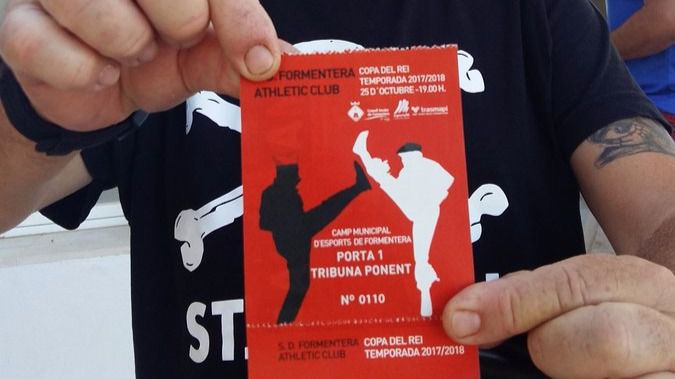 S.D. FORMENTERA
ATHLETIC CLUB
COPA DEL REI
TEMPORADA 2017/2018
25 D'OCTUBRE - 19.00 H.
trasmapi
CAMP MUNICIPAL
D'ESPORTS DE FORMENTERA
PORTA 1
TRIBUNA PONENT
Nº 0110
ST.
S. D. FORMENTERA
ATHLETIC CLUB
COPA DEL REI
TEMPORADA 2017/2018